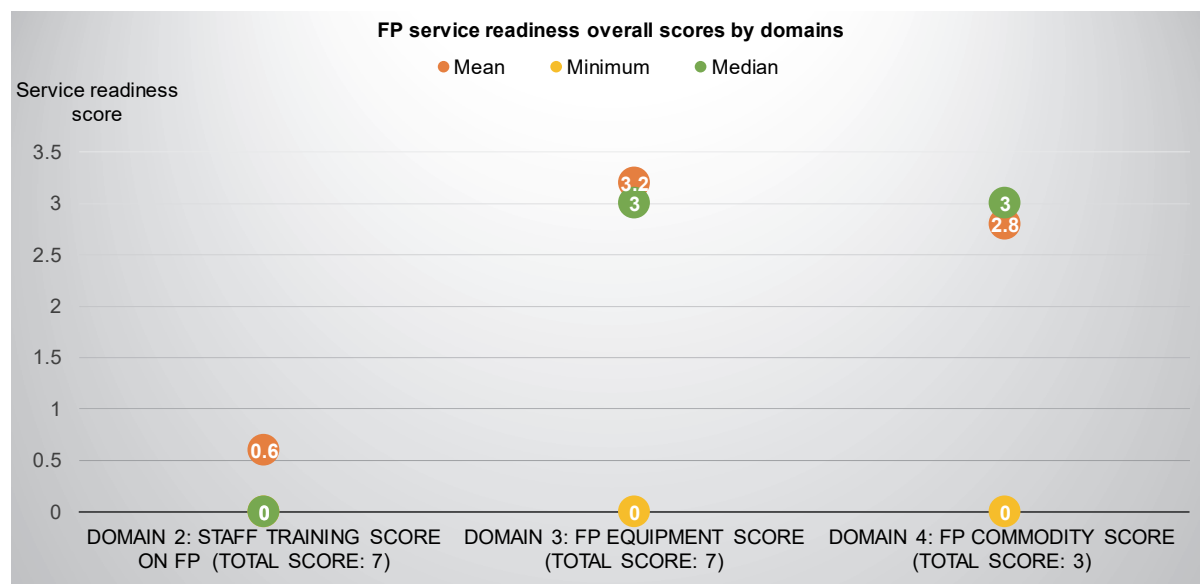 FP service readiness overall scores by domains
Mean Minimum Median
Service readiness
score
3.5
3
2.5
2
1.5
1
0.5
0
3.2
3
3
2.8
0.6
0
0
0
DOMAIN 2: STAFF TRAINING SCORE
ON FP (TOTAL SCORE: 7)
DOMAIN 3: FP EQUIPMENT SCORE
(TOTAL SCORE: 7)
DOMAIN 4: FP COMMODITY SCORE
(TOTAL SCORE: 3)